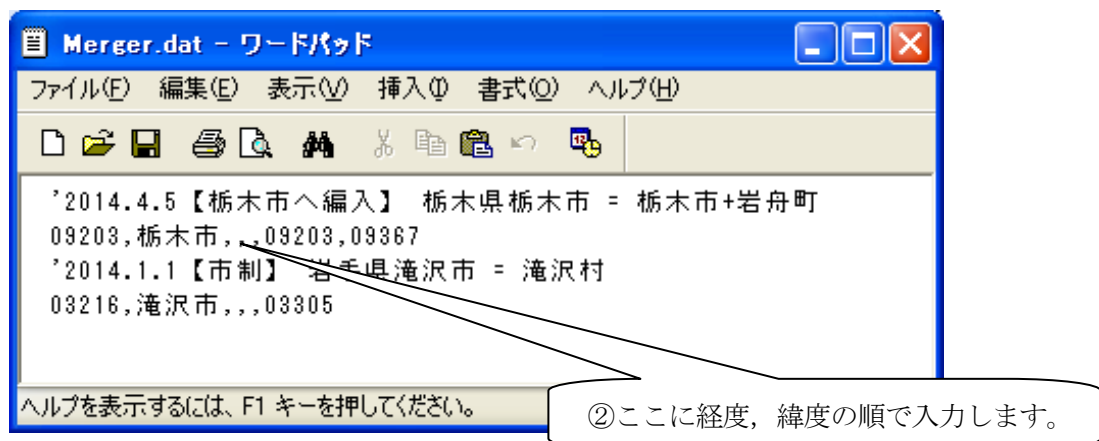 Merger.dat - ワードパッド
ファイル(F) 編集(E) 表示(V) 挿入(I) 書式(O) ヘルプ(H)
'2014.4.5【栃木市へ編入】 栃木県栃木市 = 栃木市+岩舟町
09203,栃木市,,,09203,09367
'2014.1.1【市制】 岩手県滝沢市 = 滝沢村
03216,滝沢市,,,03305
ヘルプを表示するには、F1 キーを押してください。
②ここに経度，緯度の順で入力します。